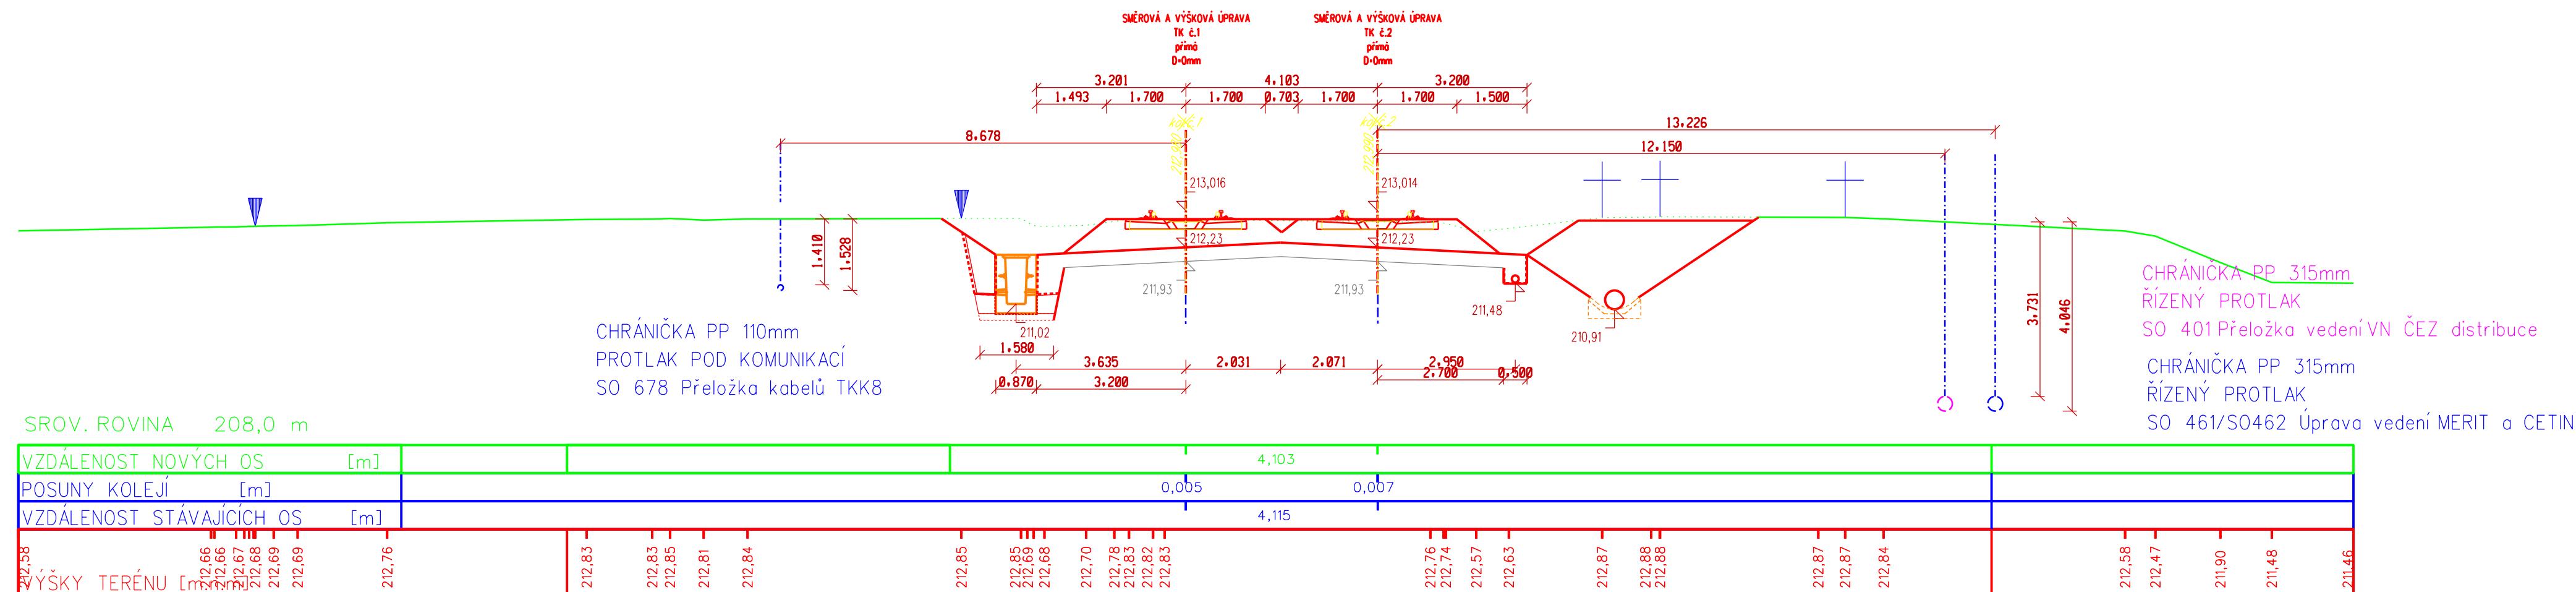 SMĚROVÁ A VÝŠKOVÁ ÚPRAVA
TK č.1
přímá
D=0mm
SMĚROVÁ A VÝŠKOVÁ ÚPRAVA
TK č.2
přímá
D=0mm
3.201 4.103 3.200
1.493 1.700 1.700 0.703 1.700 1.700 1.500
8.678
13.226
12.150
213,016
213,014
212,23
212,23
211,93
211,93
1.410
1.528
211,02
211,48
210,91
1.580
3.635 2.031 2.071 2.950
2.700 0.500
0.870 3.200
3.731
4.046
CHRÁNIČKA PP 110mm
PROTLAK POD KOMUNIKACÍ
SO 678 Přeložka kabelů TKK8
CHRÁNIČKA PP 315mm
ŘÍZENÝ PROTLAK
SO 401 Přeložka vedení VN ČEZ distribuce
CHRÁNIČKA PP 315mm
ŘÍZENÝ PROTLAK
SO 461/SO462 Úprava vedení MERIT a CETIN
SROV. ROVINA 208,0 m
VZDÁLENOST NOVÝCH OS [m] 4,103
POSUNY KOLEJÍ [m] 0,005 0,007
VZDÁLENOST STÁVAJÍCÍCH OS [m] 4,115
VÝŠKY TERÉNU
212,58 212,66 212,66 212,67 212,68 212,69 212,69 212,76 212,83 212,83 212,85 212,81 212,84 212,85 212,85 212,69 212,68 212,70 212,78 212,83 212,82 212,83 212,76 212,74 212,57 212,63 212,87 212,88 212,88 212,87 212,87 212,84 212,58 212,47 211,90 211,48 211,46